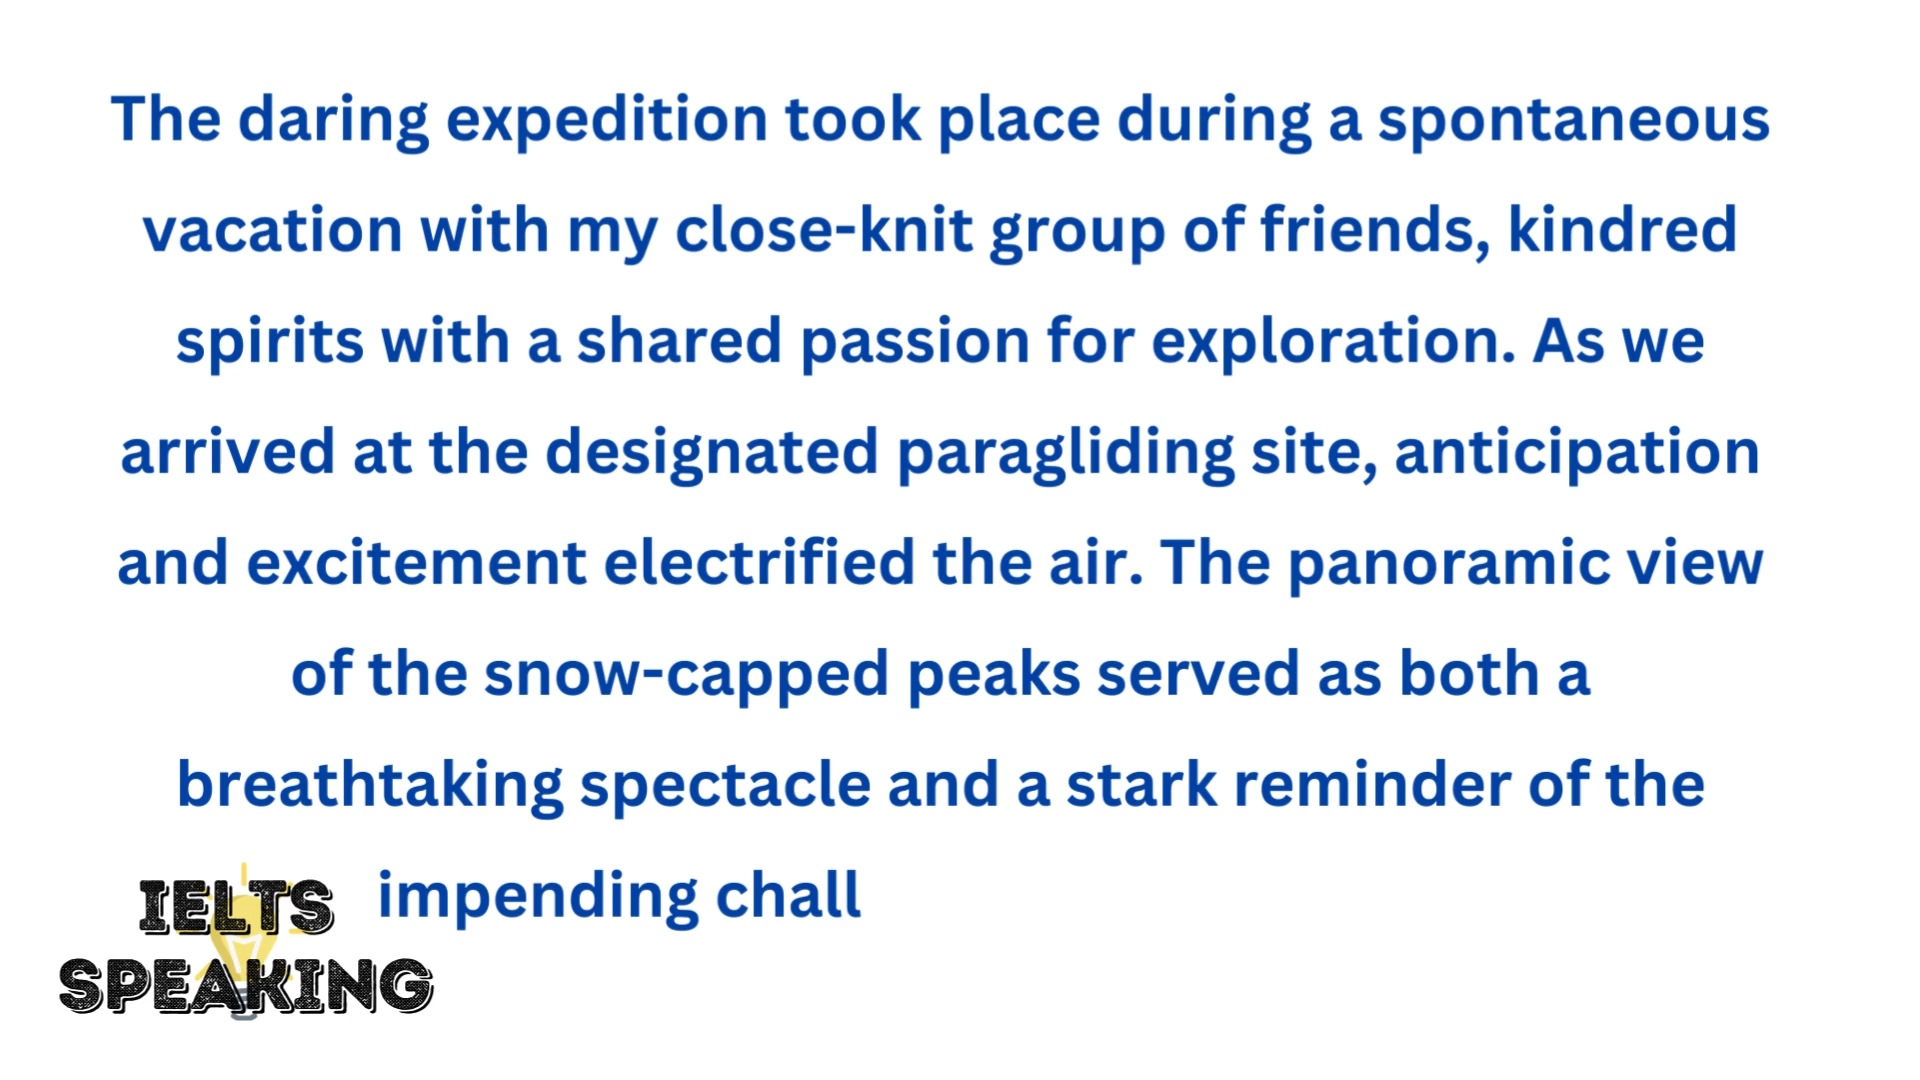 The daring expedition took place during a spontaneous
vacation with my close-knit group of friends, kindred
spirits with a shared passion for exploration. As we
arrived at the designated paragliding site, anticipation
and excitement electrified the air. The panoramic view
of the snow-capped peaks served as both a
breathtaking spectacle and a stark reminder of the
impending chall
IELTS
SPEAKING